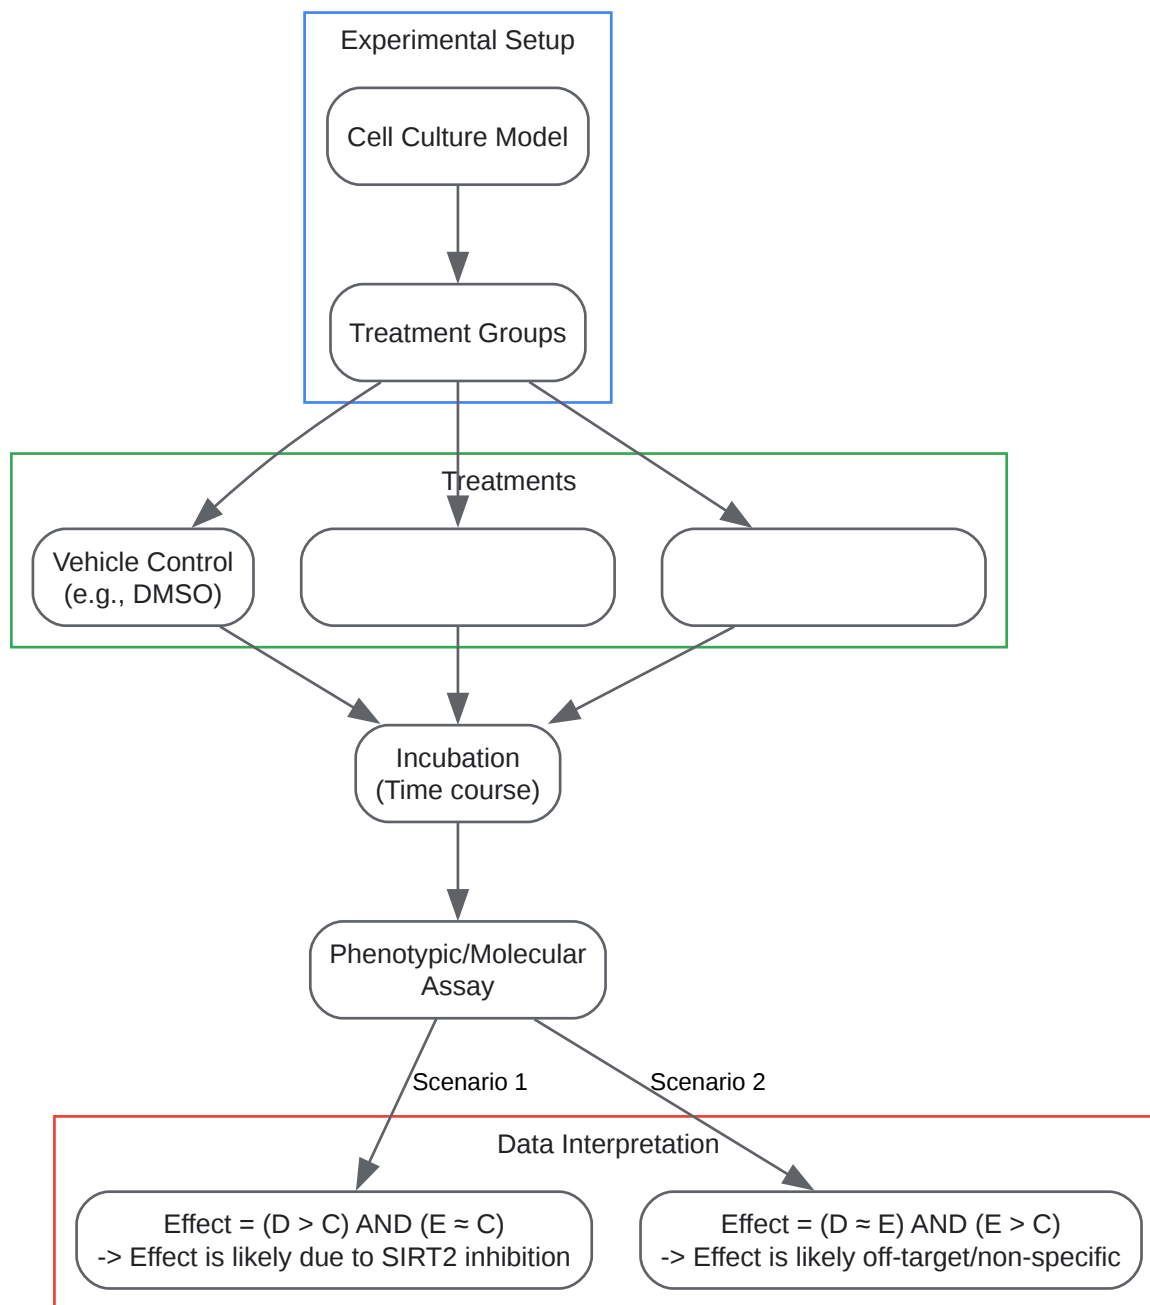 Experimental Setup
Cell Culture Model
Treatment Groups
Treatments
Vehicle Control
(e.g., DMSO)
Incubation
(Time course)
Phenotypic/Molecular
Assay
Scenario 1
Scenario 2
Data Interpretation
Effect = (D > C) AND (E ≈ C)
-> Effect is likely due to SIRT2 inhibition
Effect = (D ≈ E) AND (E > C)
-> Effect is likely off-target/non-specific